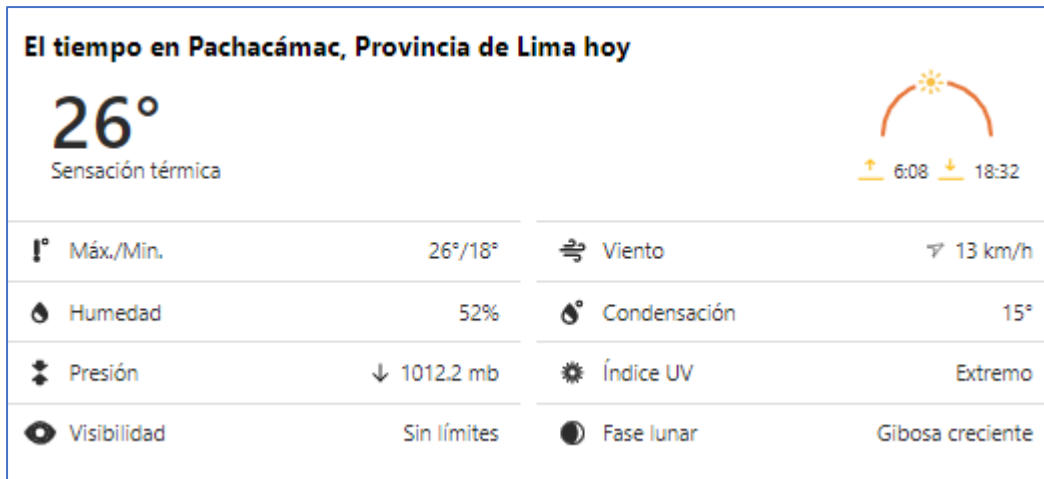 El tiempo en Pachacámac, Provincia de Lima hoy
26°
Sensación térmica
6:08 18:32
Máx./Min. 26°/18°
Viento 13 km/h
Humedad 52%
Condensación 15°
Presión ↓ 1012.2 mb
Índice UV Extremo
Visibilidad Sin límites
Fase lunar Gibosa creciente